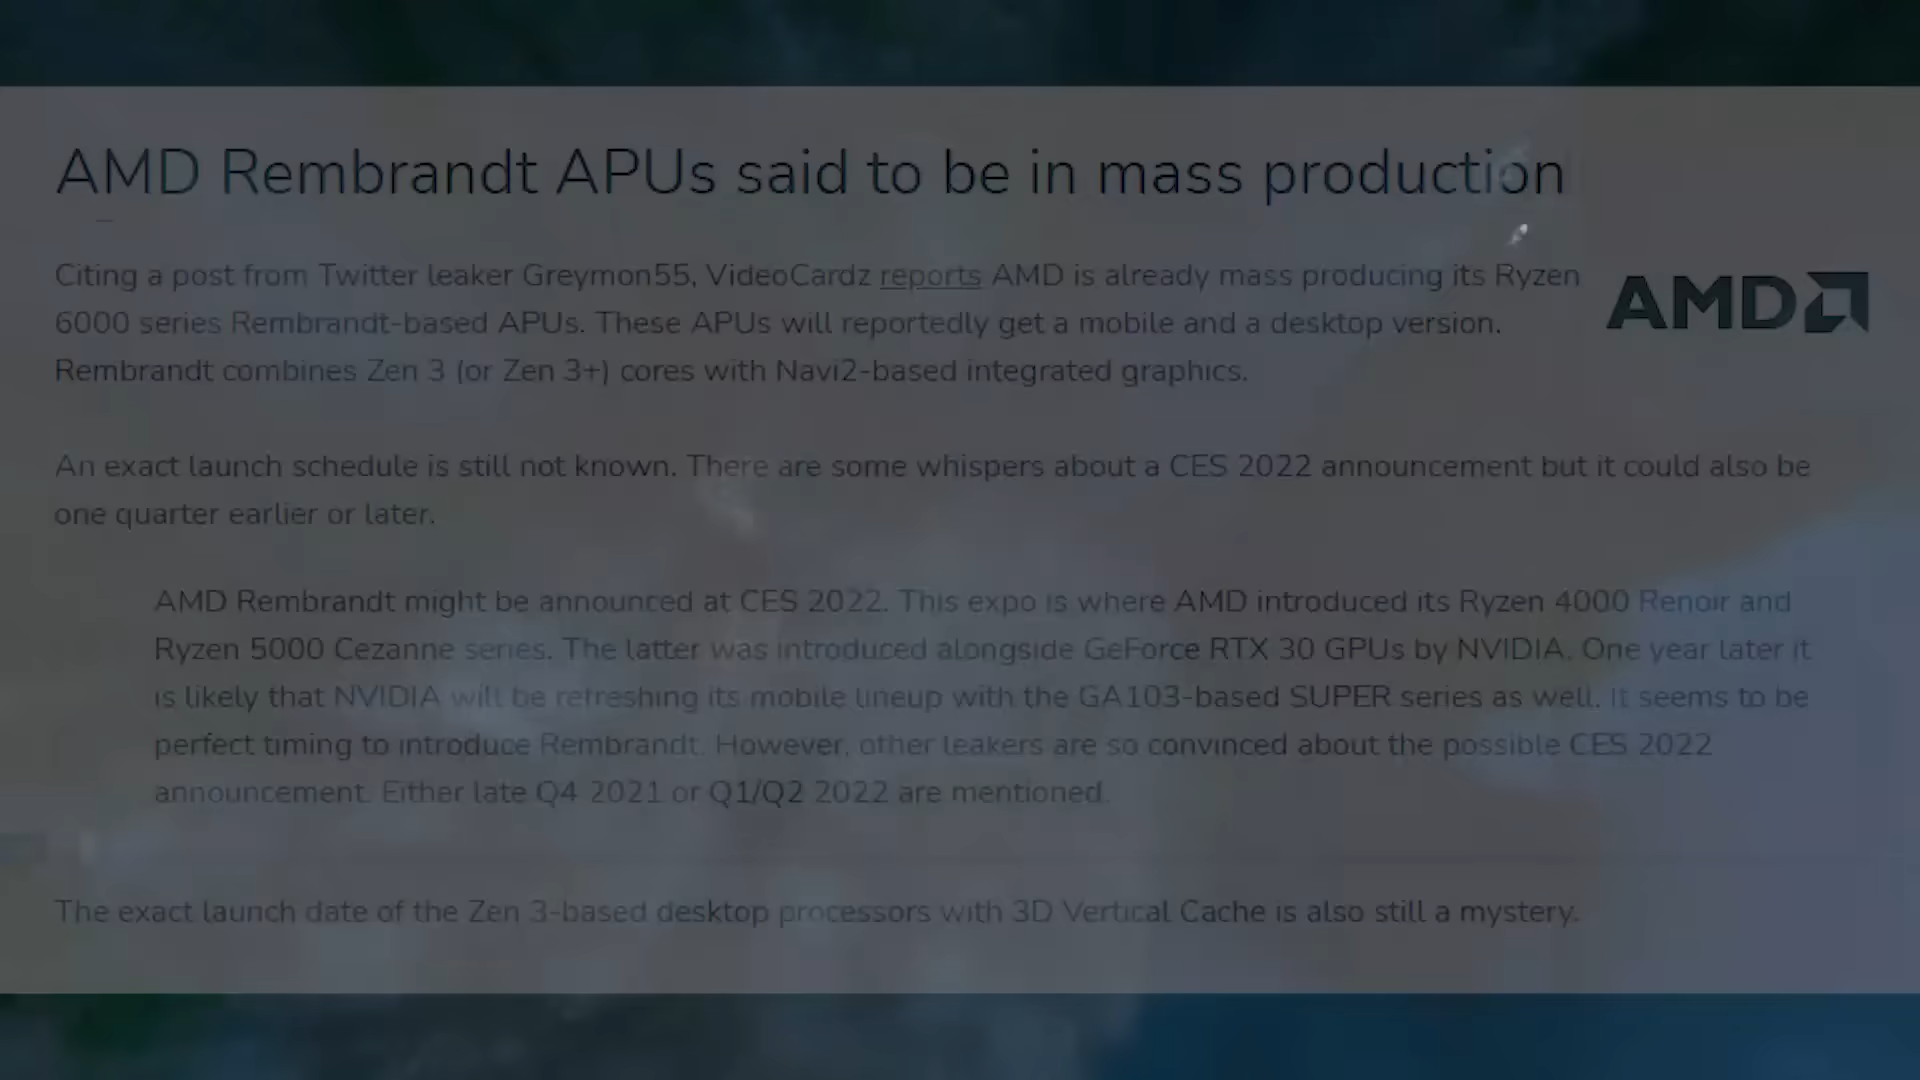 AMD Rembrandt APUs said to be in mass production
Citing a post from Twitter leaker Greymon55, VideoCardz reports AMD is already mass producing its Ryzen
6000 series Rembrandt-based APUs. These APUs will reportedly get a mobile and a desktop version.
Rembrandt combines Zen 3 (or Zen 3+) cores with Navi2-based integrated graphics.
AMD
An exact launch schedule is still not known. There are some whispers about a CES 2022 announcement but it could also be
one quarter earlier or later.
AMD Rembrandt might be announced at CES 2022. This expo is where AMD introduced its Ryzen 4000 Renoir and
Ryzen 5000 Cezanne series. The latter was introduced alongside GeForce RTX 30 GPUs by NVIDIA. One year later it
is likely that NVIDIA will be refreshing its mobile lineup with the GA103-based SUPER series as well. It seems to be
perfect timing to introduce Rembrandt. However, other leakers are so convinced about the possible CES 2022
announcement. Either late Q4 2021 or Q1/Q2 2022 are mentioned.
The exact launch date of the Zen 3-based desktop processors with 3D Vertical Cache is also still a mystery.